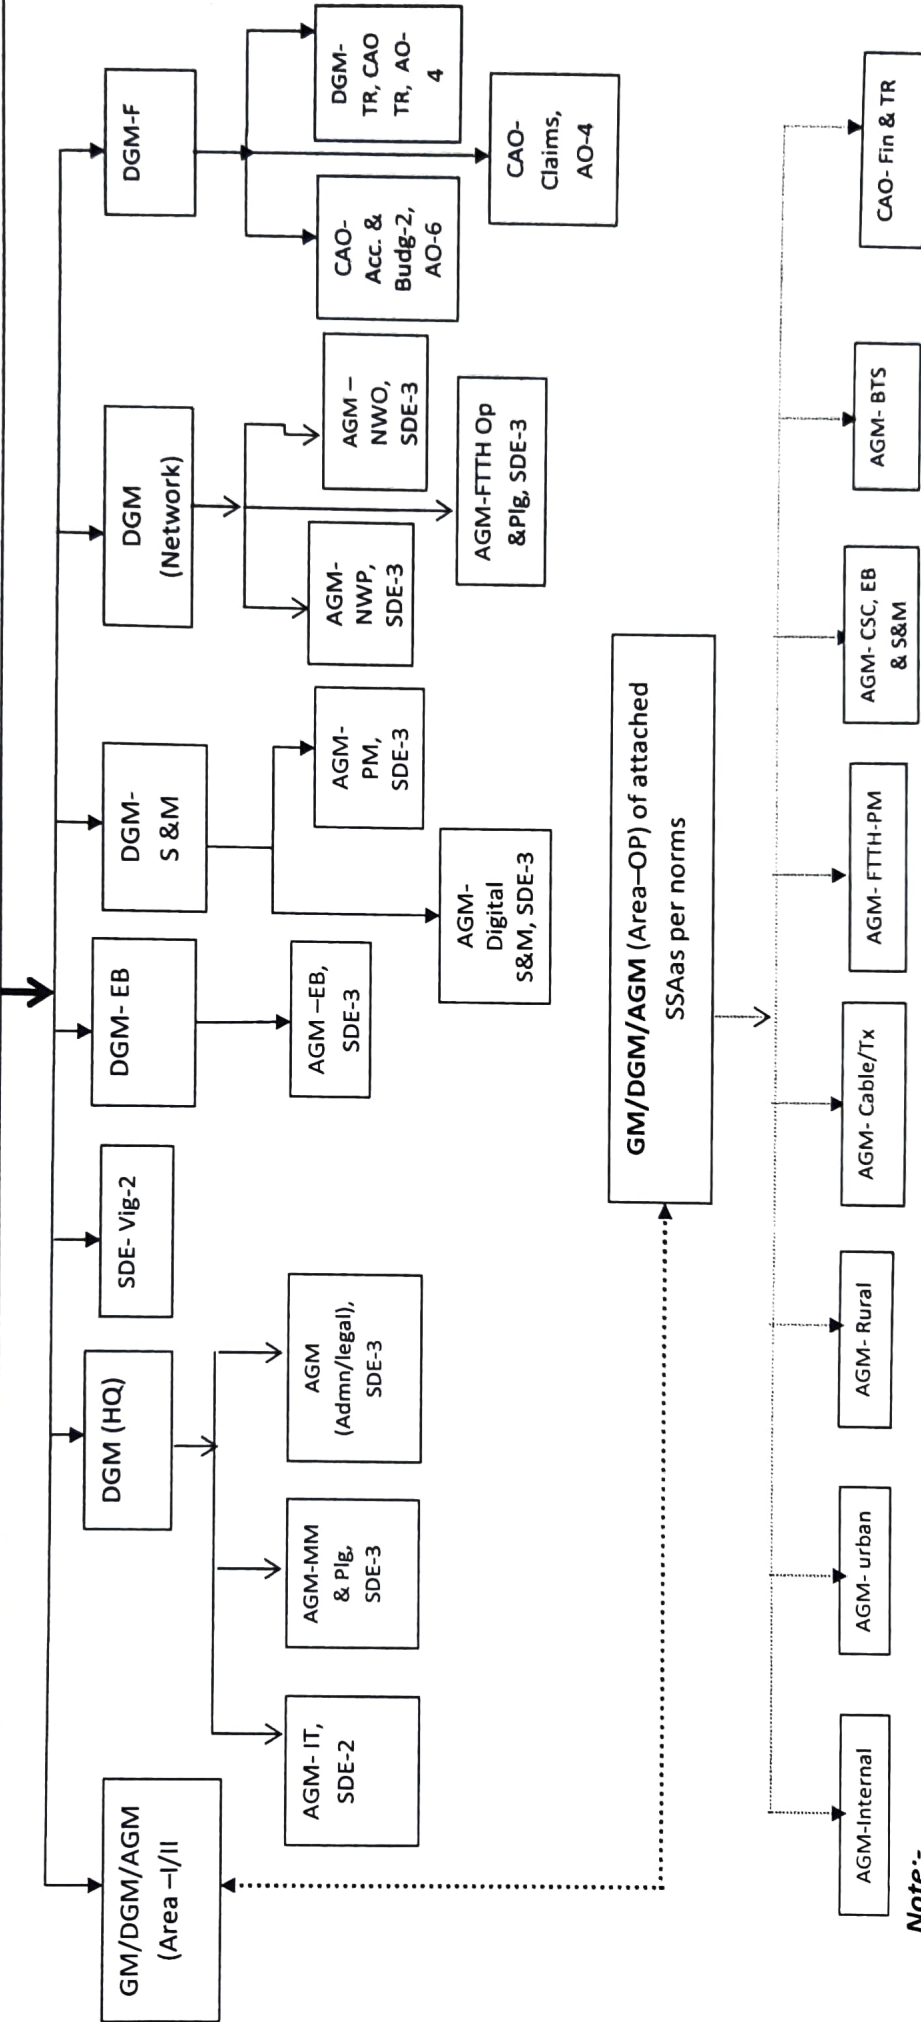 GM/DGM/AGM
(Area –I/II
DGM (HQ)
SDE- Vig-2
DGM- EB
DGM-
S &M
DGM
(Network)
DGM-F
AGM- IT,
SDE-2
AGM-MM
& Plg,
SDE-3
AGM
(Admn/legal),
SDE-3
AGM –EB,
SDE-3
AGM-
Digital
S&M, SDE-3
AGM-
PM,
SDE-3
AGM-
NWP,
SDE-3
AGM-FTTH Op
&Plg, SDE-3
AGM –
NWO,
SDE-3
CAO-
Acc. &
Budg-2,
AO-6
CAO-
Claims,
AO-4
DGM-
TR, CAO
TR, AO-
4
GM/DGM/AGM (Area–OP) of attached
SSAas per norms
AGM-Internal
AGM- urban
AGM- Rural
AGM- Cable/Tx
AGM- FTTH-PM
AGM- CSC, EB
& S&M
AGM- BTS
CAO- Fin & TR
Note:-